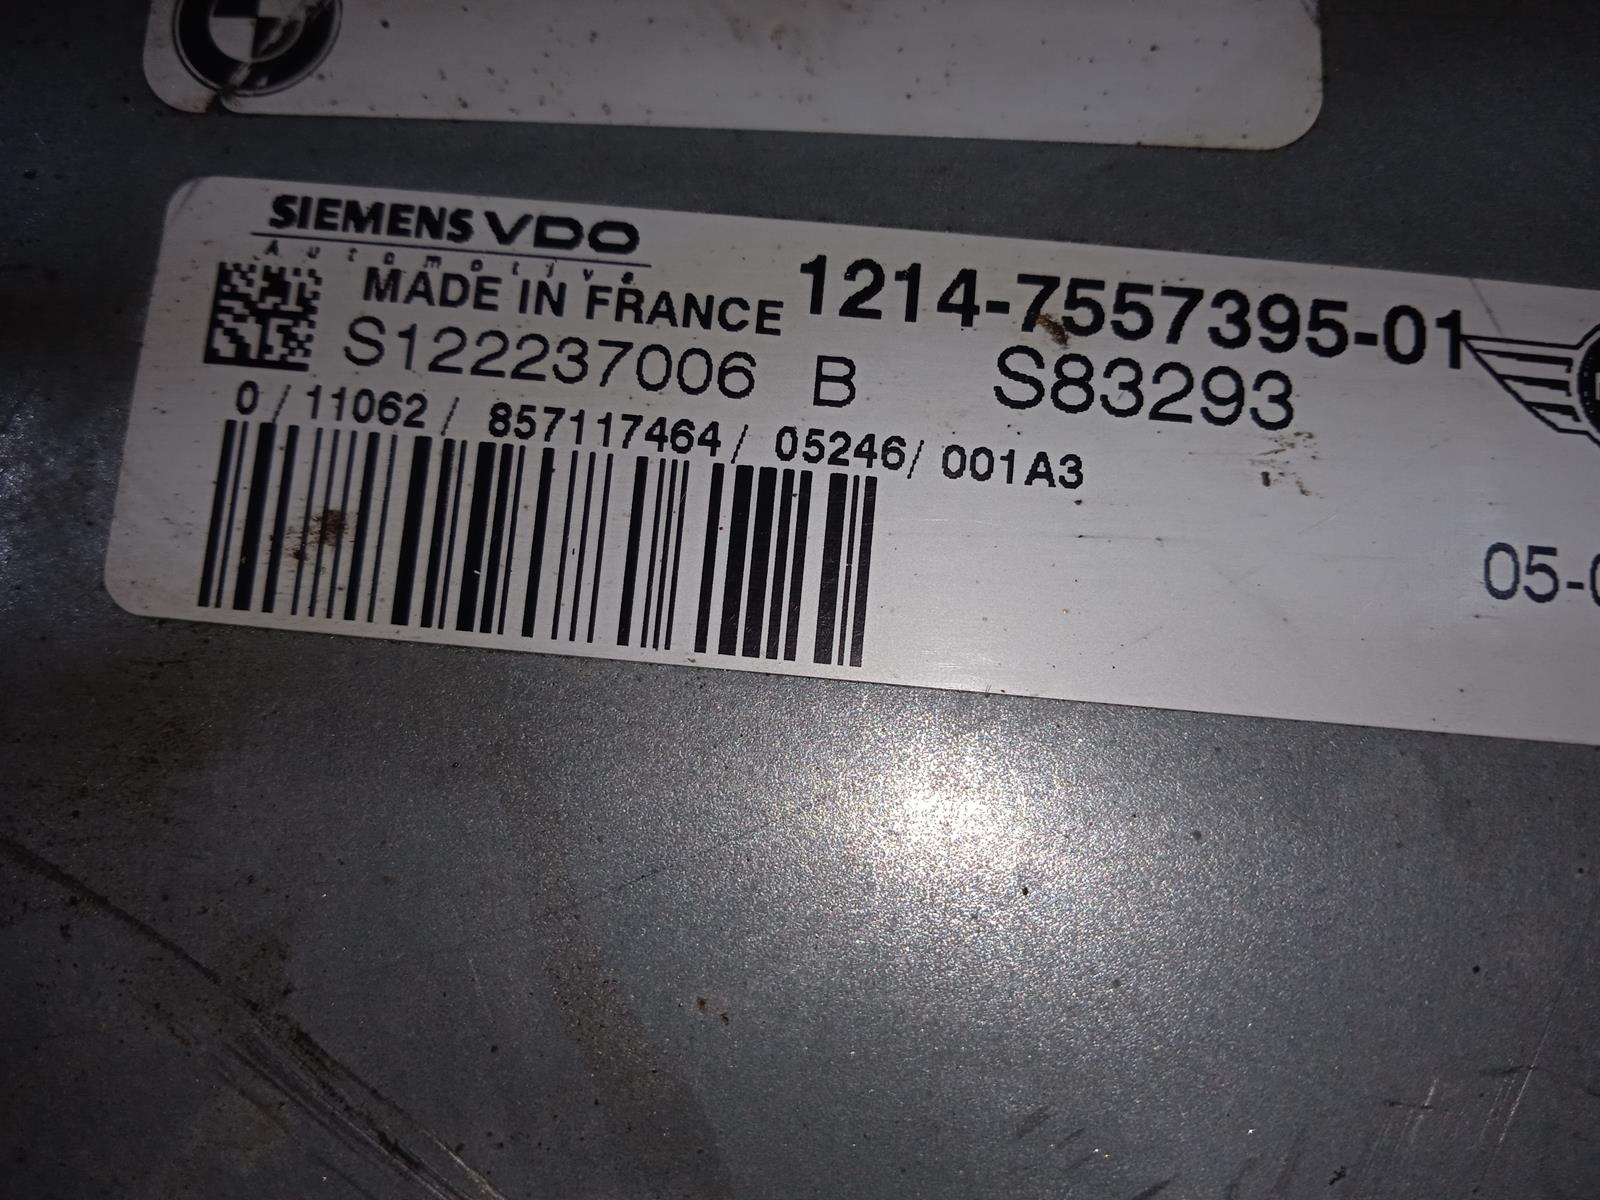 SIEMENS VDO
Automotive
MADE IN FRANCE 1214-7557395-01
S122237006 B S83293
0/11062/ 857117464/ 05246/ 001A3
05-